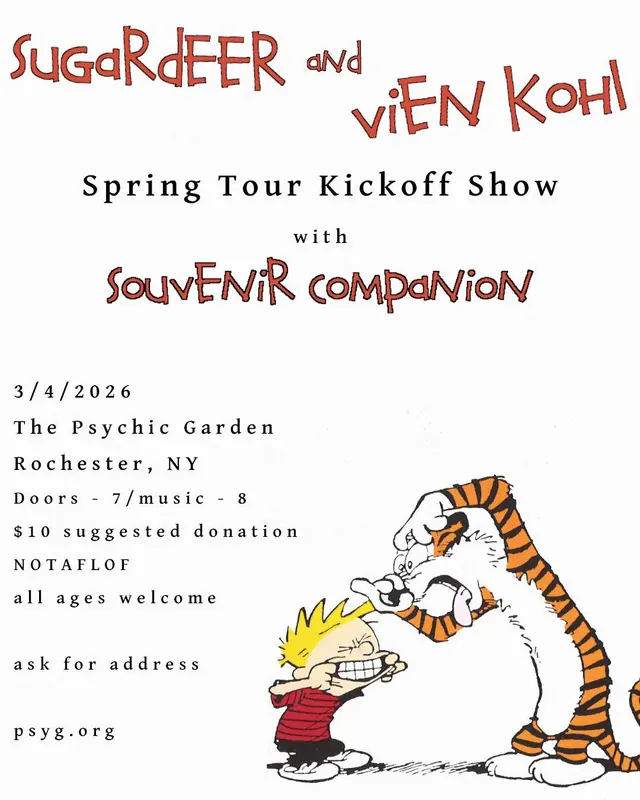 SUGARDEER and
VIEN KOHL
Spring Tour Kickoff Show
with
SOUVENIR COMPANION
3/4/2026
The Psychic Garden
Rochester, NY
Doors - 7/music - 8
$10 suggested donation
NOTAFLOF
all ages welcome
ask for address
psyg.org